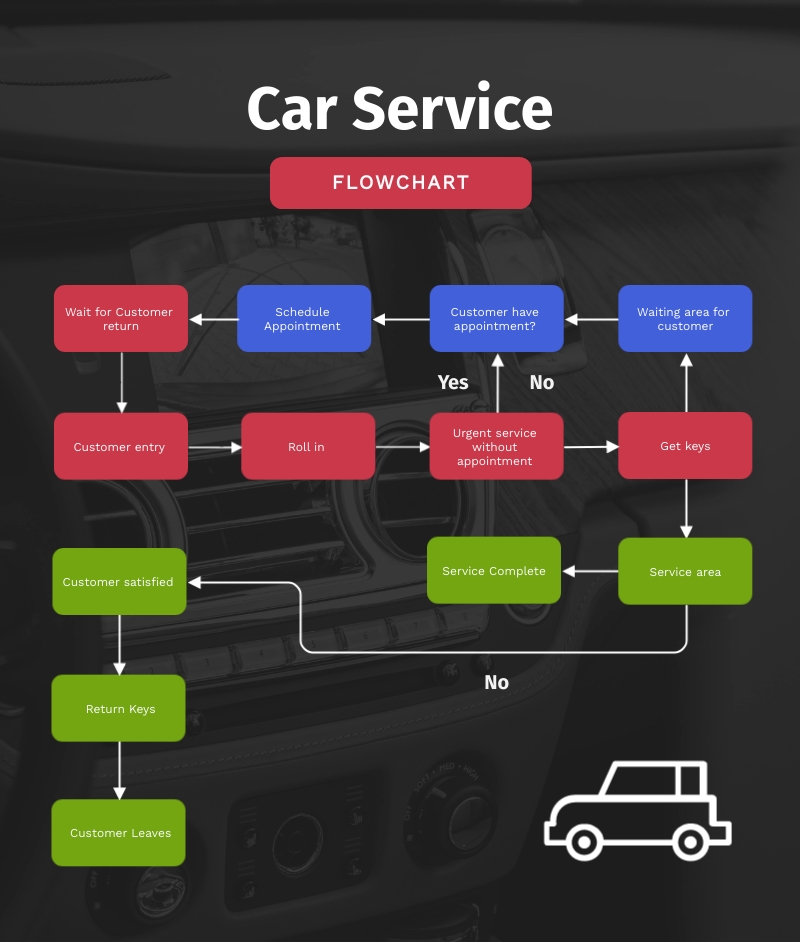 Car Service
FLOWCHART
Wait for Customer
return
Schedule
Appointment
Customer have
appointment?
Waiting area for
customer
Yes
No
Customer entry
Roll in
Urgent service
without
appointment
Get keys
Customer satisfied
Service Complete
Service area
No
Return Keys
Customer Leaves